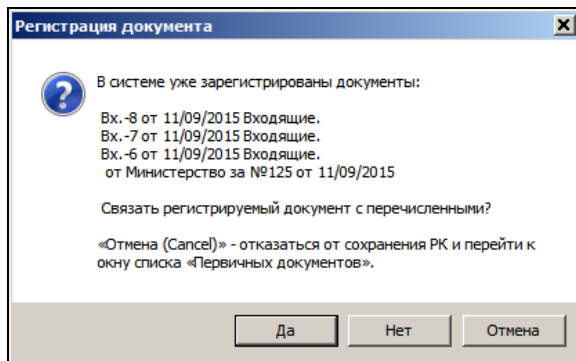 Регистрация документа
В системе уже зарегистрированы документы:
Вх.-8 от 11/09/2015 Входящие.
Вх.-7 от 11/09/2015 Входящие.
Вх.-6 от 11/09/2015 Входящие.
от Министерство за №125 от 11/09/2015
Связать регистрируемый документ с перечисленными?
«Отмена (Cancel)» - отказаться от сохранения РК и перейти к
окну списка «Первичных документов».
Да Нет Отмена